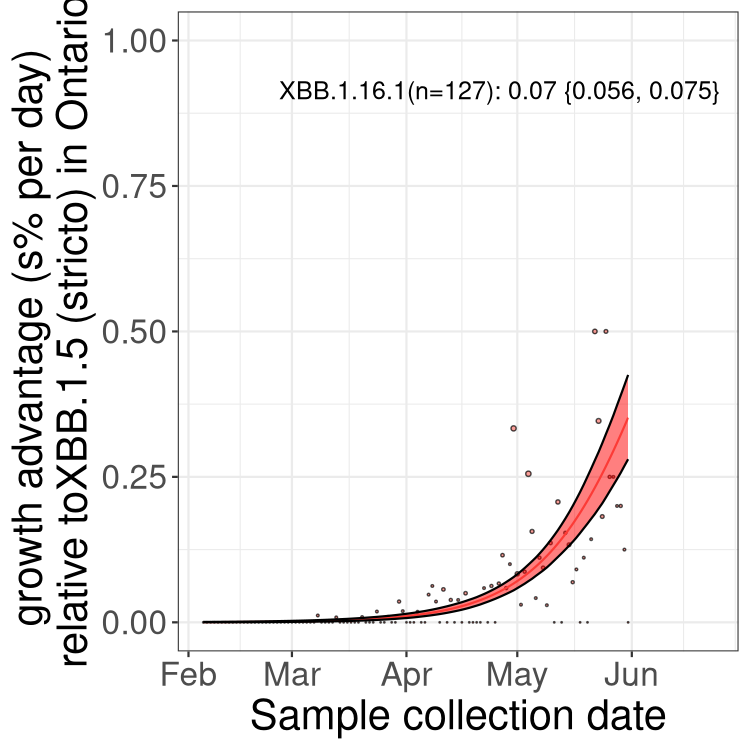 growth advantage (s% per day)
relative toXBB.1.5 (stricto) in Ontario
1.00
0.75
0.50
0.25
0.00
XBB.1.16.1(n=127): 0.07 {0.056, 0.075}
Feb Mar Apr May Jun
Sample collection date